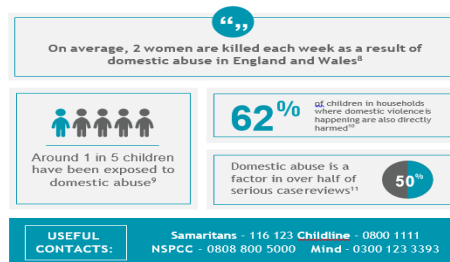 “”
On average, 2 women are killed each week as a result of
domestic abuse in England and Wales⁸
Around 1 in 5 children
have been exposed to
domestic abuse⁹
62%
of children in households
where domestic violence is
happening are also directly
harmed¹⁰
Domestic abuse is a
factor in over half of
serious case reviews¹¹
50%
USEFUL
CONTACTS:
Samaritans - 116 123 Childline - 0800 1111
NSPCC - 0808 800 5000 Mind - 0300 123 3393